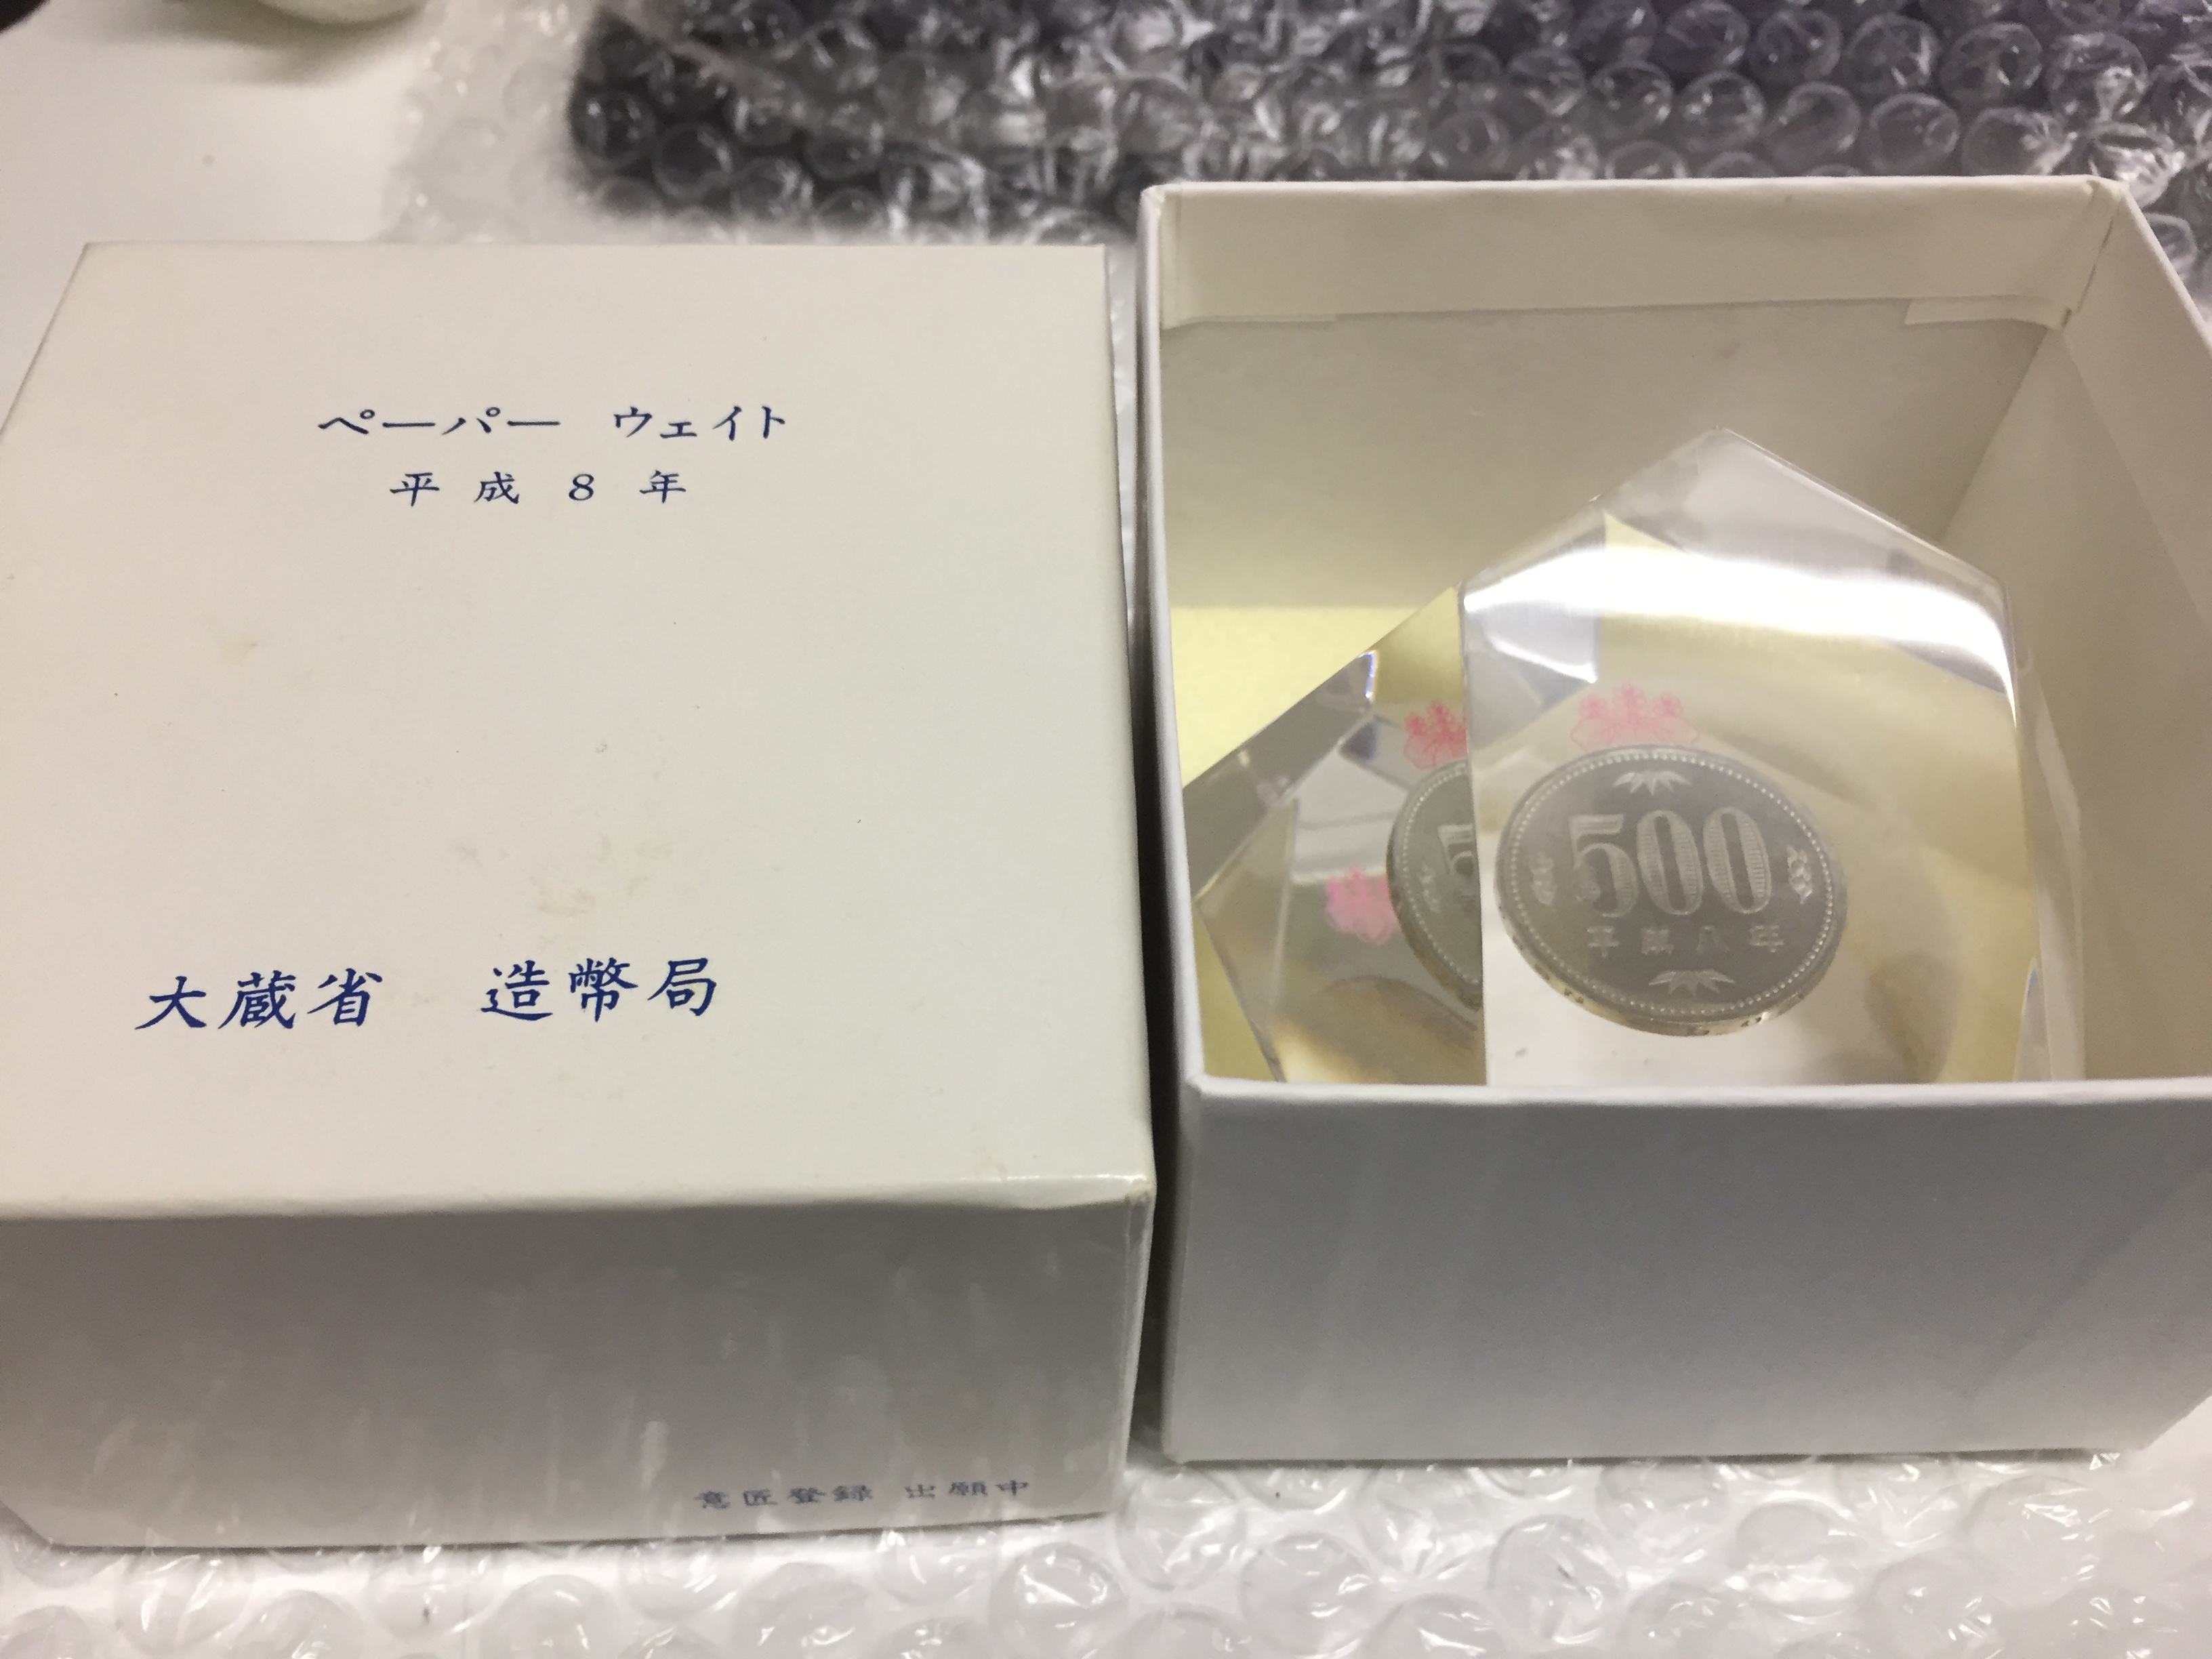 ペーパー ウェイト
平成8年
大蔵省 造幣局
意匠登録 出願中
500
平成八年